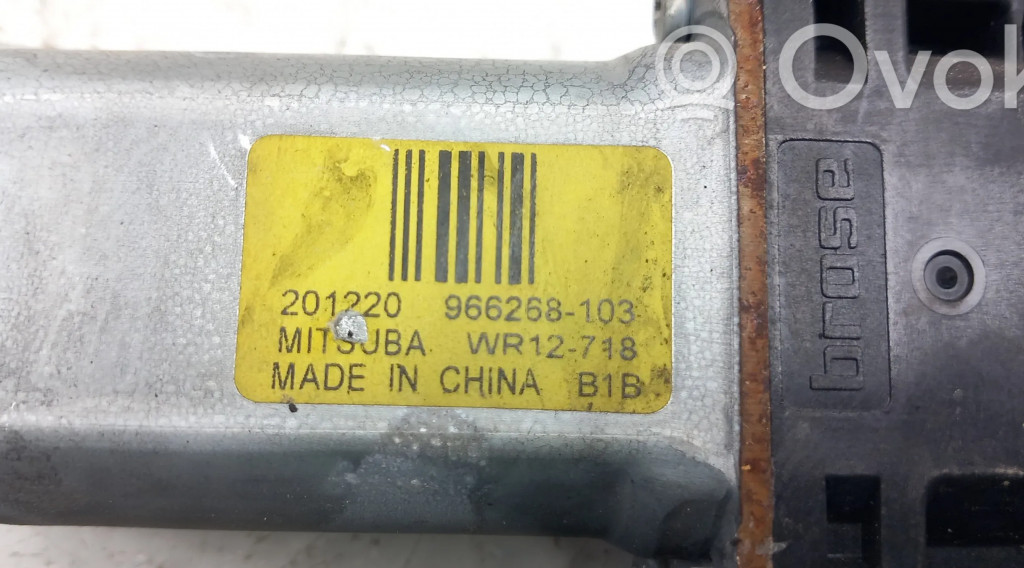 201220 966268-103
MITSUBA WR12-718
MADE IN CHINA B1B
brose
Ovok